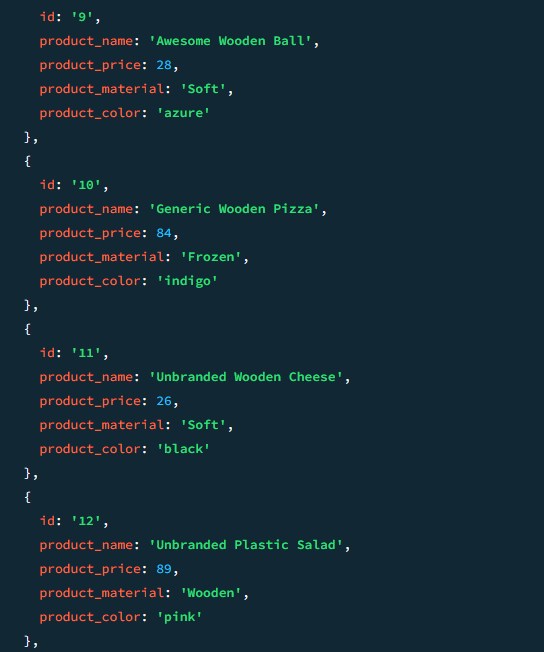 id: '9',
product_name: 'Awesome Wooden Ball',
product_price: 28,
product_material: 'Soft',
product_color: 'azure'
},
{
id: '10',
product_name: 'Generic Wooden Pizza',
product_price: 84,
product_material: 'Frozen',
product_color: 'indigo'
},
{
id: '11',
product_name: 'Unbranded Wooden Cheese',
product_price: 26,
product_material: 'Soft',
product_color: 'black'
},
{
id: '12',
product_name: 'Unbranded Plastic Salad',
product_price: 89,
product_material: 'Wooden',
product_color: 'pink'
},